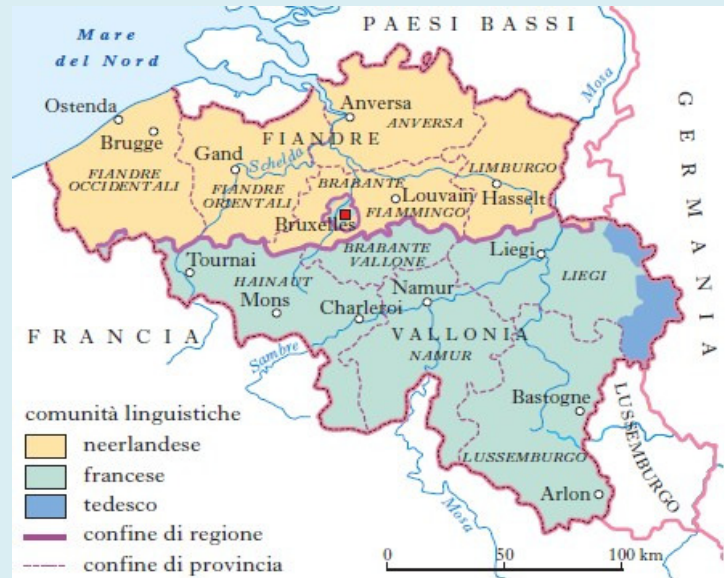 PAESI BASSI
Mare
del Nord
Mosa
GERMANIA
Ostenda
Brugge
Anversa
ANVERSA
FIANDRE
Gand
Schelda
FIANDRE
OCCIDENTALI
FIANDRE
ORIENTALI
LIMBURGO
BRABANTE
FIAMMINGO
Louvain
Hasselt
Bruxelles
Tournai
HAINAUT
BRABANTE
VALLONE
Liegi
LIEGI
Mons
Charleroi
Namur
FRANCIA
VALLONIA
NAMUR
Sambre
Bastogne
LUSSEMBURGO
LUSSEMBURGO
Arlon
Mosa
comunità linguistiche
neerlandese
francese
tedesco
confine di regione
confine di provincia
0 50 100 km